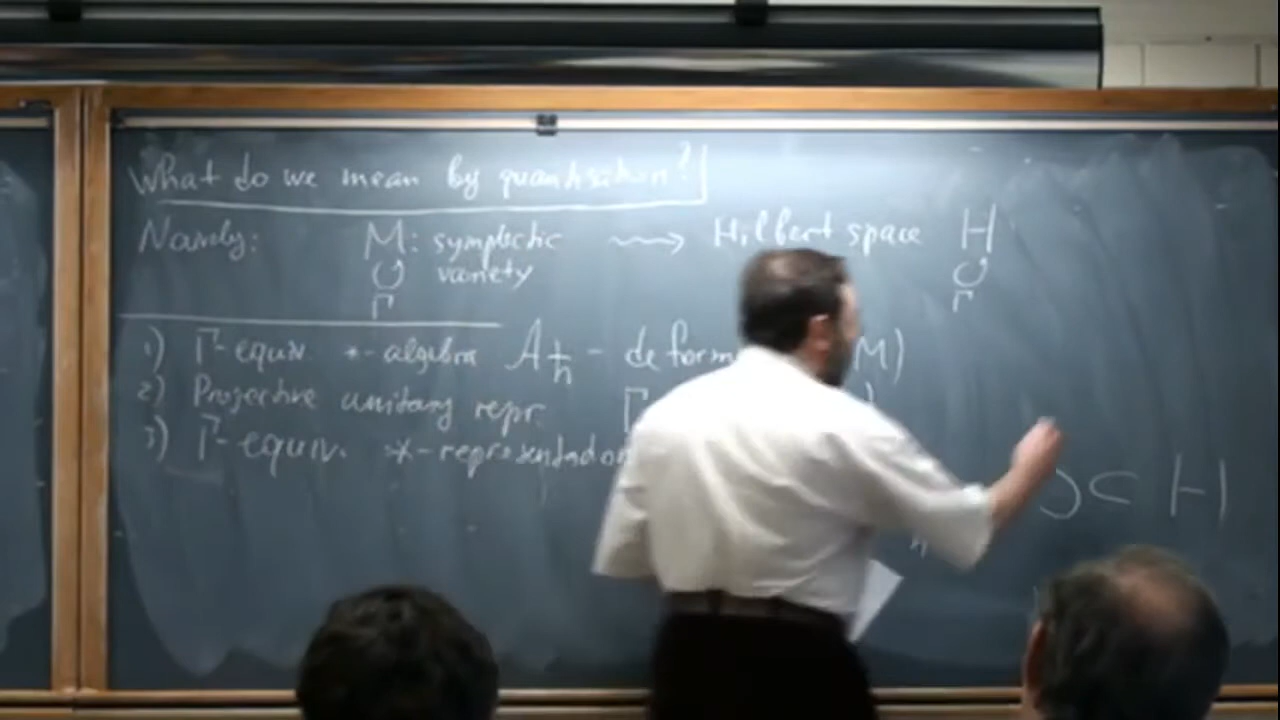 What do we mean by quantization?
Namely: M: symplectic ⟿ Hilbert space H
↺ variety ↺
Γ Γ
1) Γ-equiv. *-algebra A_ħ - deform M)
2) Projective unitary repr. Γ
3) Γ-equiv. *-representation
⊂ H